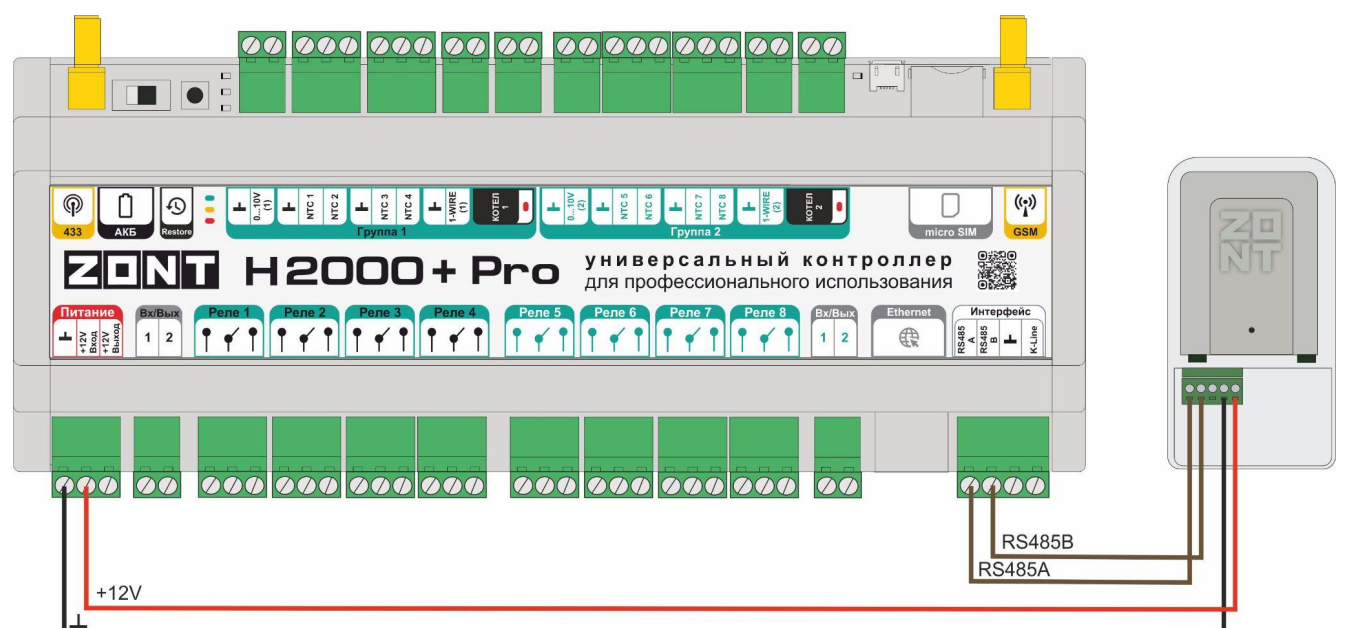 433
АКБ
Restore
⊥ 0...10V (1)
⊥ NTC 1 NTC 2
⊥ NTC 3 NTC 4
⊥ 1-WIRE (1)
КОТЕЛ 1
Группа 1
⊥ 0...10V (2)
⊥ NTC 5 NTC 6
⊥ NTC 7 NTC 8
⊥ 1-WIRE (2)
КОТЕЛ 2
Группа 2
micro SIM
GSM
ZONT H2000+ Pro
универсальный контроллер
для профессионального использования
Питание
⊥ +12V Вход +12V Выход
Вх/Вых
1 2
Реле 1
Реле 2
Реле 3
Реле 4
Реле 5
Реле 6
Реле 7
Реле 8
Вх/Вых
1 2
Ethernet
Интерфейс
RS485 A RS485 B ⊥ K-Line
ZONT
RS485B
RS485A
+12V
⊥